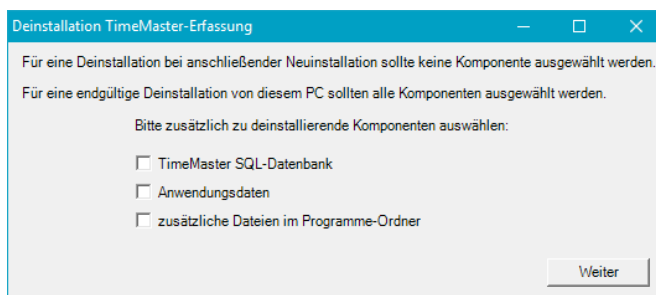 Deinstallation TimeMaster-Erfassung
Für eine Deinstallation bei anschließender Neuinstallation sollte keine Komponente ausgewählt werden.
Für eine endgültige Deinstallation von diesem PC sollten alle Komponenten ausgewählt werden.
Bitte zusätzlich zu deinstallierende Komponenten auswählen:
TimeMaster SQL-Datenbank
Anwendungsdaten
zusätzliche Dateien im Programme-Ordner
Weiter